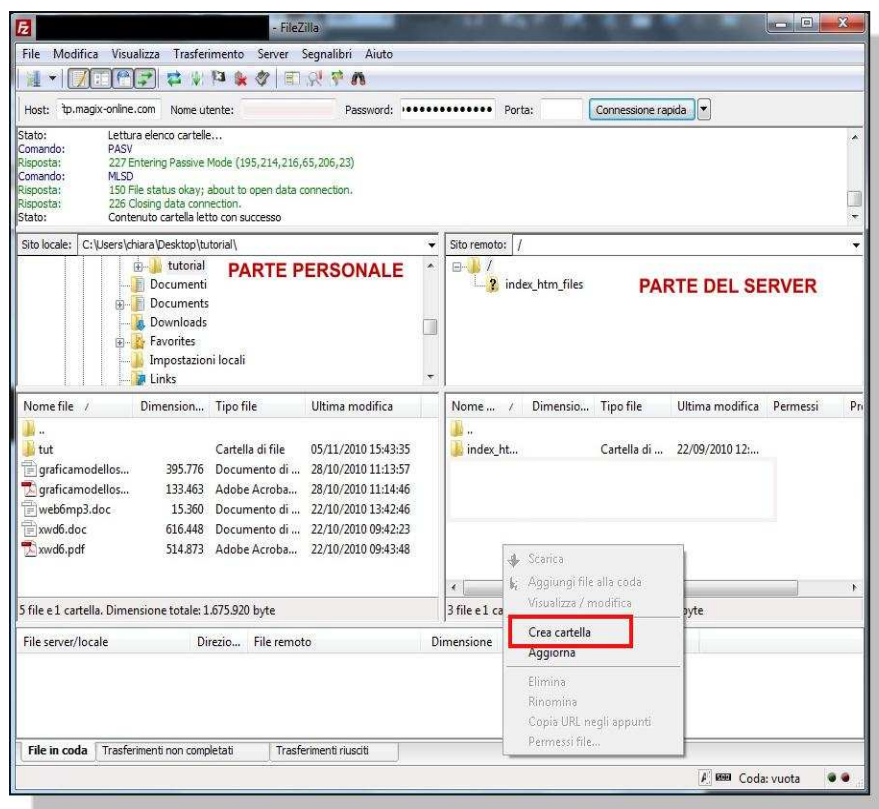 - FileZilla
File Modifica Visualizza Trasferimento Server Segnalibri Aiuto
Host: tp.magix-online.com Nome utente: Password: •••••••••••••• Porta: Connessione rapida
Stato: Lettura elenco cartelle...
Comando: PASV
Risposta: 227 Entering Passive Mode (195,214,216,65,206,23)
Comando: MLSD
Risposta: 150 File status okay; about to open data connection.
Risposta: 226 Closing data connection.
Stato: Contenuto cartella letto con successo
Sito locale: C:\Users\chiara\Desktop\tutorial\
tutorial
PARTE PERSONALE
Documenti
Documents
Downloads
Favorites
Impostazioni locali
Links
Sito remoto: /
/
index_htm_files
PARTE DEL SERVER
Nome file / Dimension... Tipo file Ultima modifica
..
tut Cartella di file 05/11/2010 15:43:35
graficamodellos... 395.776 Documento di ... 28/10/2010 11:13:57
graficamodellos... 133.463 Adobe Acroba... 28/10/2010 11:14:46
web6mp3.doc 15.360 Documento di ... 22/10/2010 13:42:46
xwd6.doc 616.448 Documento di ... 22/10/2010 09:42:23
xwd6.pdf 514.873 Adobe Acroba... 22/10/2010 09:43:48
5 file e 1 cartella. Dimensione totale: 1.675.920 byte
Nome ... / Dimensio... Tipo file Ultima modifica Permessi Pr
..
index_ht... Cartella di ... 22/09/2010 12:...
3 file e 1 ca byte
Scarica
Aggiungi file alla coda
Visualizza / modifica
Crea cartella
Aggiorna
Elimina
Rinomina
Copia URL negli appunti
Permessi file...
File server/locale Direzio... File remoto Dimensione
File in coda Trasferimenti non completati Trasferimenti riusciti
Coda: vuota